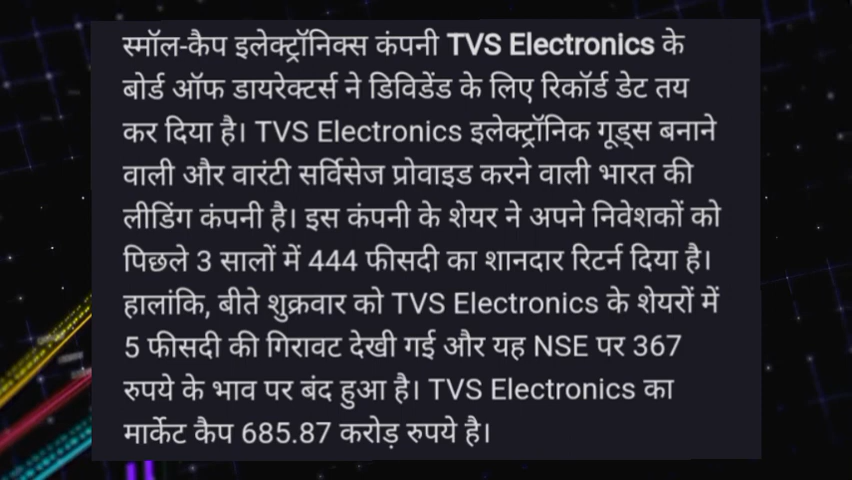 स्मॉल-कैप इलेक्ट्रॉनिक्स कंपनी TVS Electronics के
बोर्ड ऑफ डायरेक्टर्स ने डिविडेंड के लिए रिकॉर्ड डेट तय
कर दिया है। TVS Electronics इलेक्ट्रॉनिक गूड्स बनाने
वाली और वारंटी सर्विसेज प्रोवाइड करने वाली भारत की
लीडिंग कंपनी है। इस कंपनी के शेयर ने अपने निवेशकों को
पिछले 3 सालों में 444 फीसदी का शानदार रिटर्न दिया है।
हालांकि, बीते शुक्रवार को TVS Electronics के शेयरों में
5 फीसदी की गिरावट देखी गई और यह NSE पर 367
रुपये के भाव पर बंद हुआ है। TVS Electronics का
मार्केट कैप 685.87 करोड़ रुपये है।